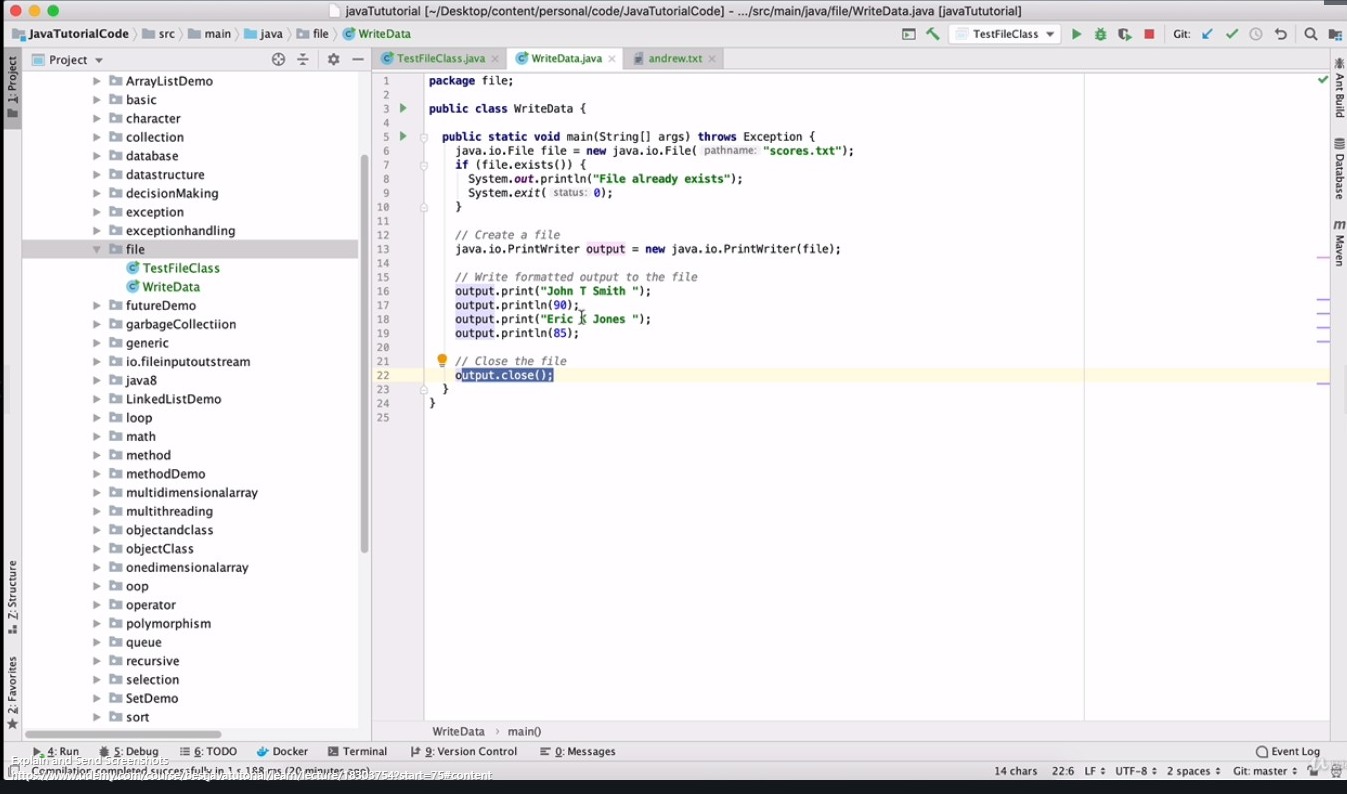 javaTututorial [~/Desktop/content/personal/code/JavaTutorialCode] - .../src/main/java/file/WriteData.java [javaTututorial]
JavaTutorialCode src main java file WriteData TestFileClass Git:
1: Project
Project
TestFileClass.java WriteData.java andrew.txt
ArrayListDemo
basic
character
collection
database
datastructure
decisionMaking
exception
exceptionhandling
file
TestFileClass
WriteData
futureDemo
garbageCollectiion
generic
io.fileinputoutstream
java8
LinkedListDemo
loop
math
method
methodDemo
multidimensionalarray
multithreading
objectandclass
objectClass
onedimensionalarray
oop
operator
polymorphism
queue
recursive
selection
SetDemo
sort
1 package file;
2
3 public class WriteData {
4
5 public static void main(String[] args) throws Exception {
6 java.io.File file = new java.io.File( pathname: "scores.txt");
7 if (file.exists()) {
8 System.out.println("File already exists");
9 System.exit( status: 0);
10 }
11
12 // Create a file
13 java.io.PrintWriter output = new java.io.PrintWriter(file);
14
15 // Write formatted output to the file
16 output.print("John T Smith ");
17 output.println(90);
18 output.print("Eric K Jones ");
19 output.println(85);
20
21 // Close the file
22 output.close();
23 }
24 }
25
WriteData › main()
Ant Build
Database
m Maven
Z: Structure
2: Favorites
4: Run 5: Debug 6: TODO Docker Terminal 9: Version Control 0: Messages Event Log
Explain and Send Screenshots
Compilation completed successfully in 1 s 188 ms (20 minutes ago)
14 chars 22:6 LF UTF-8 2 spaces Git: master